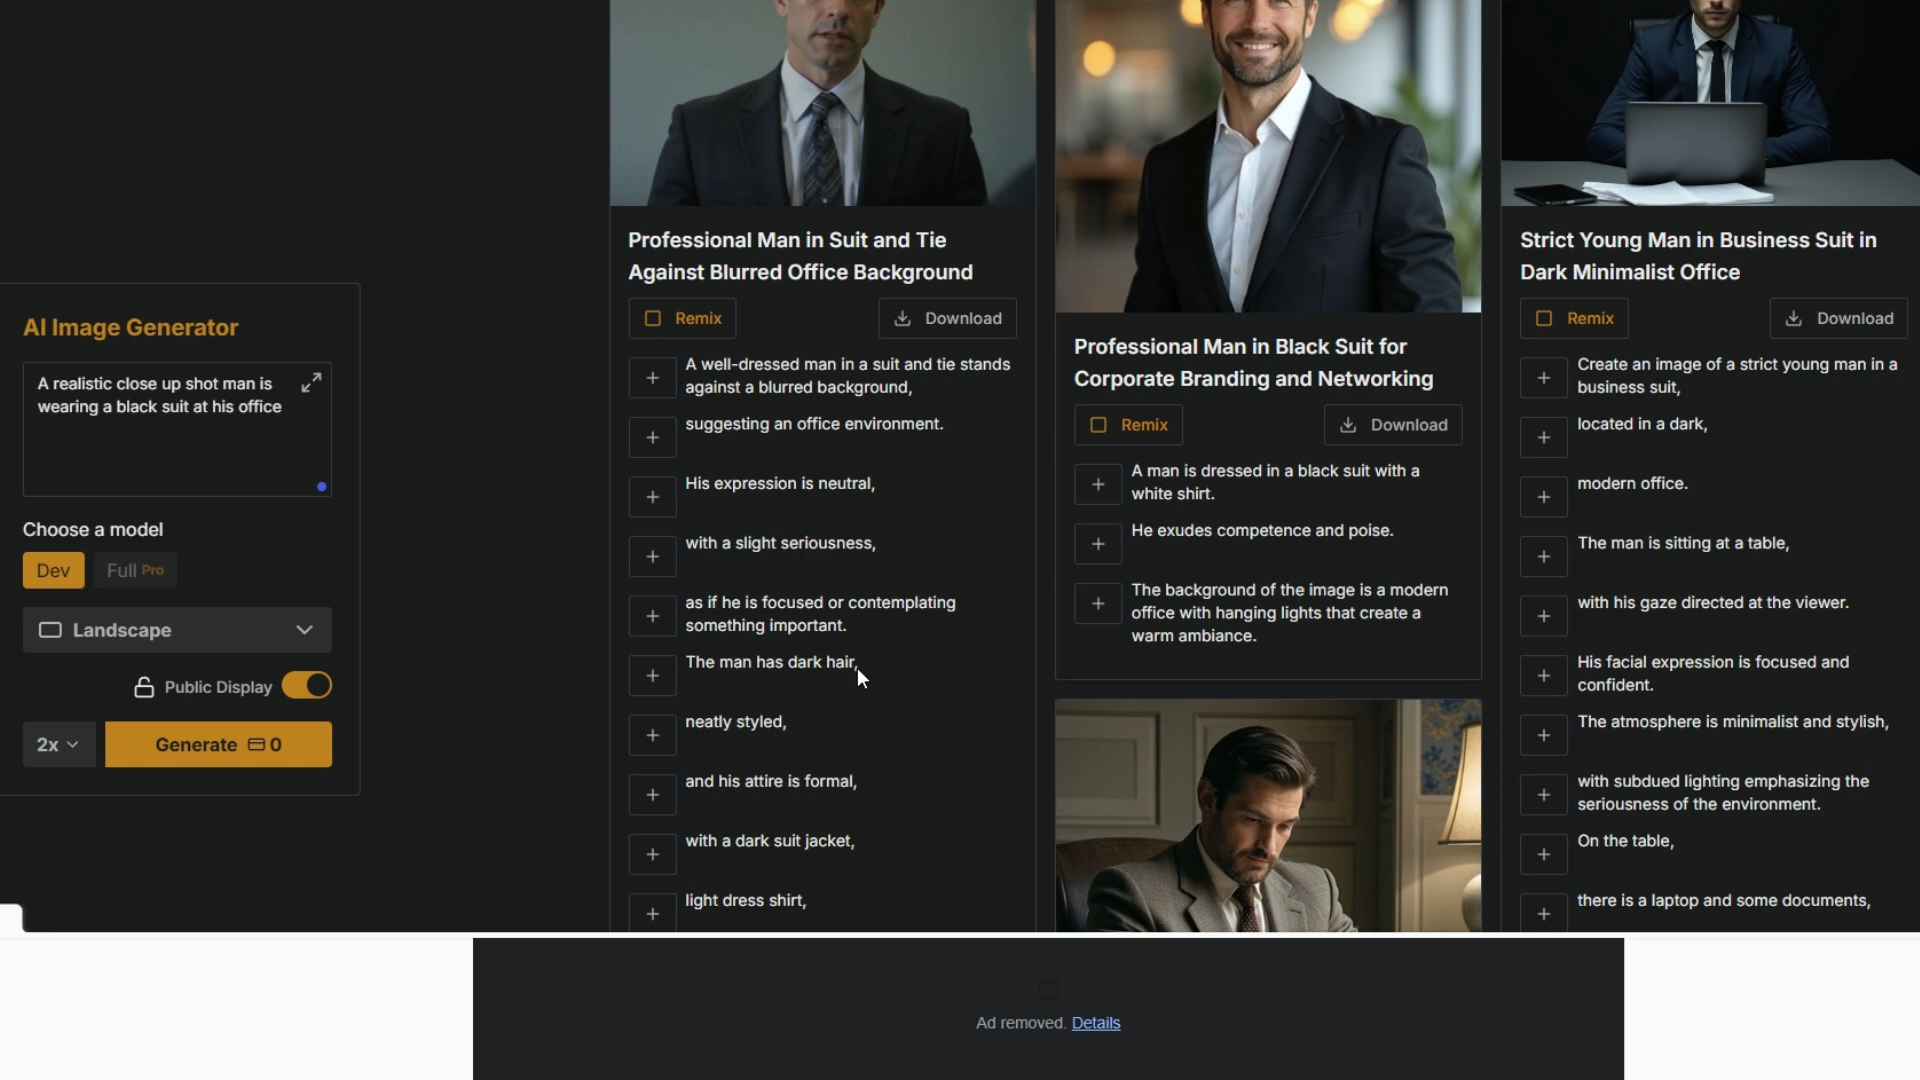 AI Image Generator
A realistic close up shot man is
wearing a black suit at his office
Choose a model
Dev
Full Pro
Landscape
Public Display
2x
Generate 0
Professional Man in Suit and Tie
Against Blurred Office Background
Remix
Download
A well-dressed man in a suit and tie stands
against a blurred background,
suggesting an office environment.
His expression is neutral,
with a slight seriousness,
as if he is focused or contemplating
something important.
The man has dark hair,
neatly styled,
and his attire is formal,
with a dark suit jacket,
light dress shirt,
Professional Man in Black Suit for
Corporate Branding and Networking
Remix
Download
A man is dressed in a black suit with a
white shirt.
He exudes competence and poise.
The background of the image is a modern
office with hanging lights that create a
warm ambiance.
Strict Young Man in Business Suit in
Dark Minimalist Office
Remix
Download
Create an image of a strict young man in a
business suit,
located in a dark,
modern office.
The man is sitting at a table,
with his gaze directed at the viewer.
His facial expression is focused and
confident.
The atmosphere is minimalist and stylish,
with subdued lighting emphasizing the
seriousness of the environment.
On the table,
there is a laptop and some documents,
Ad removed. Details